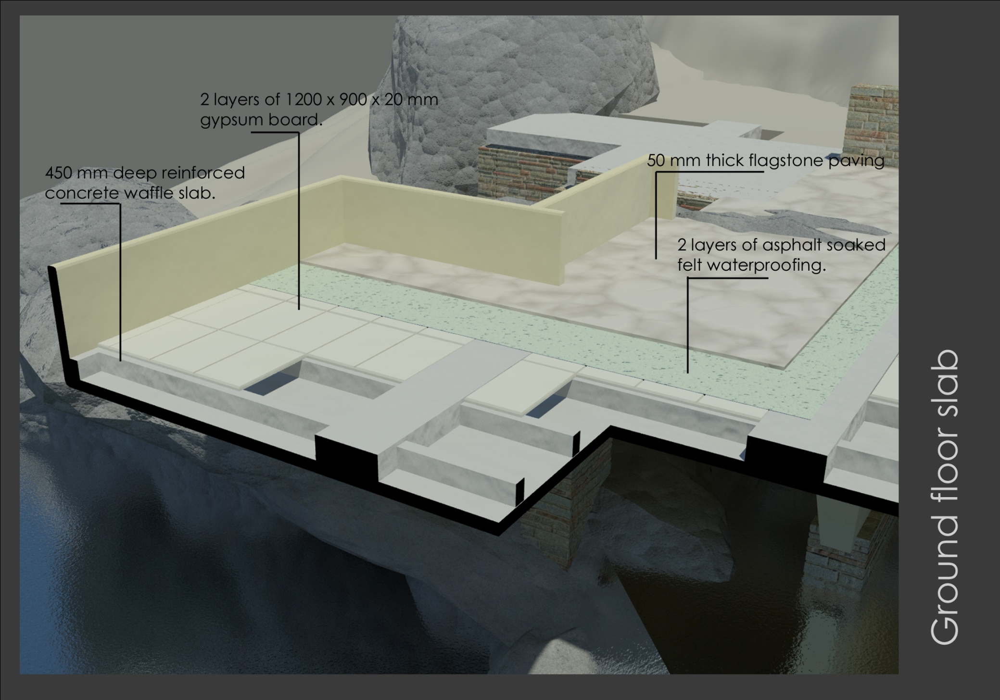 2 layers of 1200 x 900 x 20 mm
gypsum board.
450 mm deep reinforced
concrete waffle slab.
50 mm thick flagstone paving
2 layers of asphalt soaked
felt waterproofing.
Ground floor slab